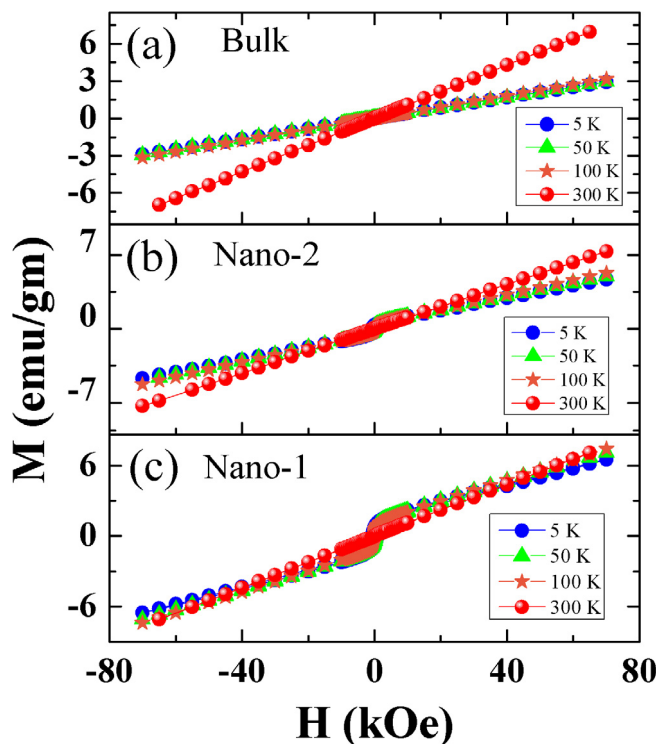 (a) Bulk
6
3
0
-3
-6
5 K
50 K
100 K
300 K
(b) Nano-2
7
0
-7
5 K
50 K
100 K
300 K
(c) Nano-1
6
0
-6
5 K
50 K
100 K
300 K
-80 -40 0 40 80
M (emu/gm)
H (kOe)